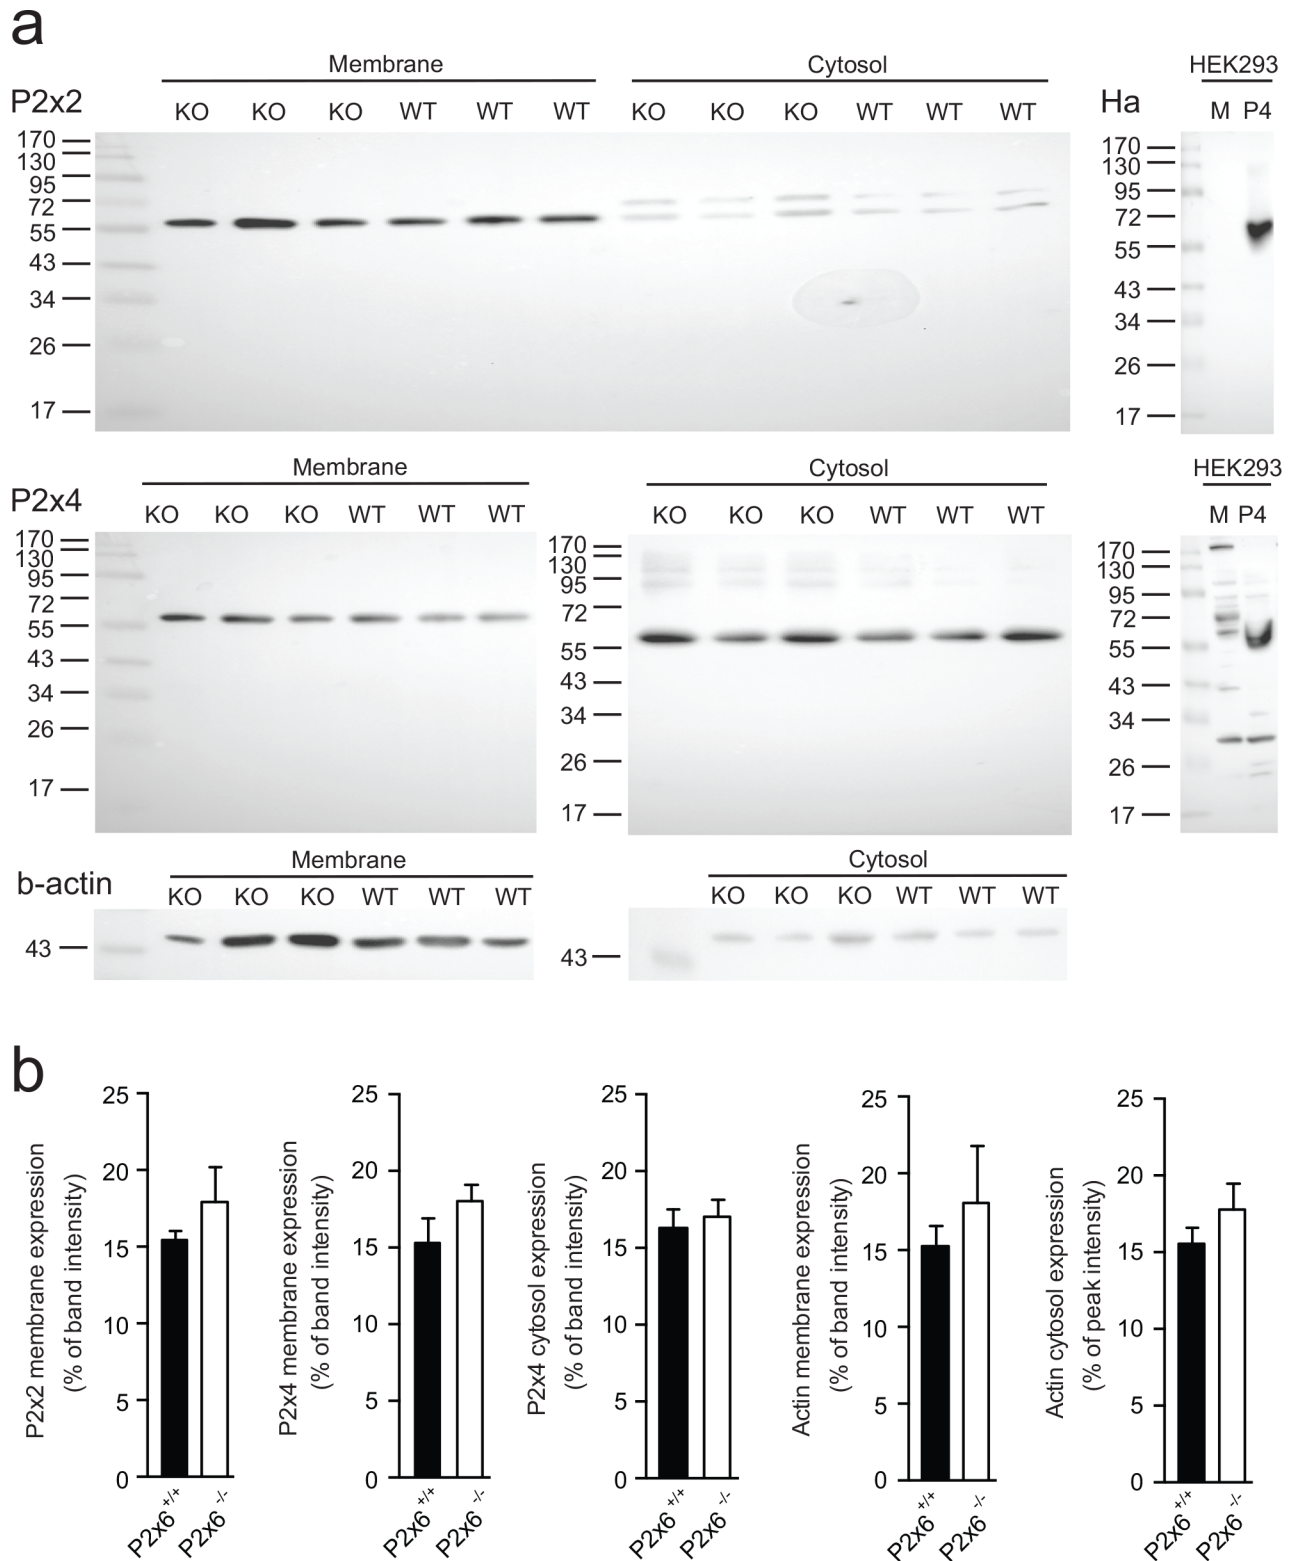 a
Membrane Cytosol HEK293
P2x2 KO KO KO WT WT WT KO KO KO WT WT WT Ha M P4
170 170
130 130
95 95
72 72
55 55
43 43
34 34
26 26
17 17
Membrane Cytosol HEK293
P2x4 KO KO KO WT WT WT KO KO KO WT WT WT M P4
170 170 170
130 130 130
95 95 95
72 72 72
55 55 55
43 43 43
34 34 34
26 26 26
17 17 17
Membrane Cytosol
b-actin KO KO KO WT WT WT KO KO KO WT WT WT
43 43
b
P2x2 membrane expression
(% of band intensity)
25
20
15
10
5
0
P2x6 +/+
P2x6 -/-
P2x4 membrane expression
(% of band intensity)
25
20
15
10
5
0
P2x6 +/+
P2x6 -/-
P2x4 cytosol expression
(% of band intensity)
25
20
15
10
5
0
P2x6 +/+
P2x6 -/-
Actin membrane expression
(% of band intensity)
25
20
15
10
5
0
P2x6 +/+
P2x6 -/-
Actin cytosol expression
(% of peak intensity)
25
20
15
10
5
0
P2x6 +/+
P2x6 -/-